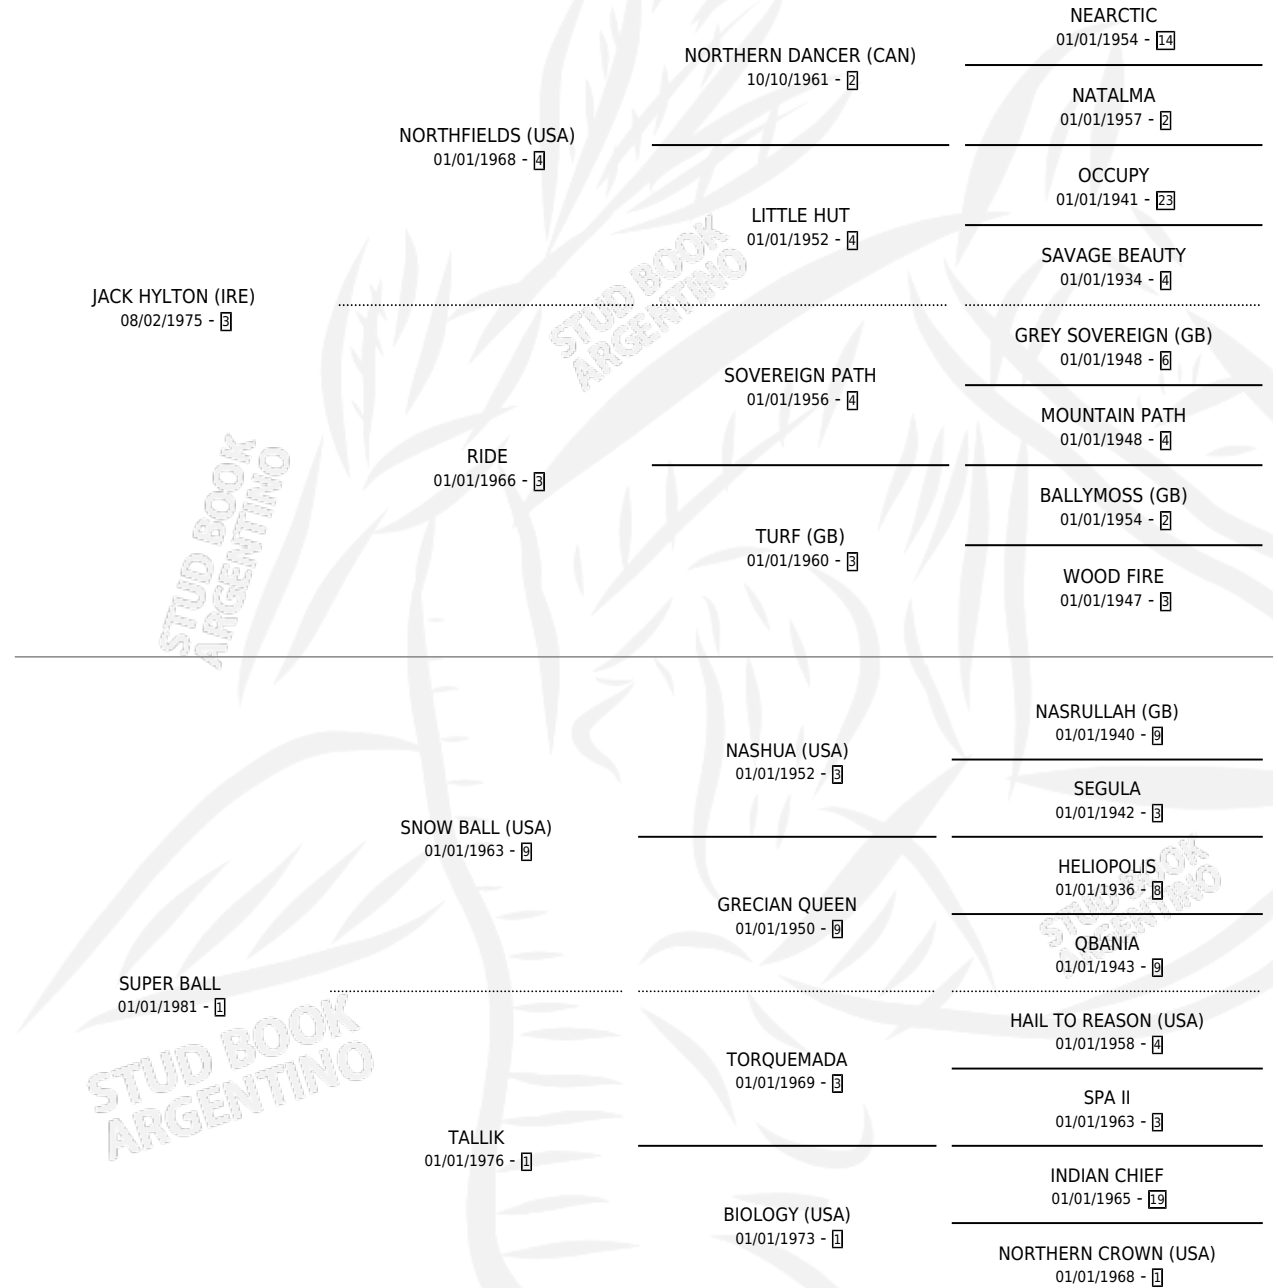 NEARCTIC
01/01/1954 - 14
NORTHERN DANCER (CAN)
10/10/1961 - 2
NATALMA
01/01/1957 - 2
NORTHFIELDS (USA)
01/01/1968 - 4
OCCUPY
01/01/1941 - 23
LITTLE HUT
01/01/1952 - 4
SAVAGE BEAUTY
01/01/1934 - 4
JACK HYLTON (IRE)
08/02/1975 - 3
STUD BOOK
ARGENTINO
GREY SOVEREIGN (GB)
01/01/1948 - 6
SOVEREIGN PATH
01/01/1956 - 4
MOUNTAIN PATH
01/01/1948 - 4
RIDE
01/01/1966 - 3
BALLYMOSS (GB)
01/01/1954 - 2
TURF (GB)
01/01/1960 - 3
WOOD FIRE
01/01/1947 - 3
STUD BOOK
ARGENTINO
NASRULLAH (GB)
01/01/1940 - 9
NASHUA (USA)
01/01/1952 - 3
SEGULA
01/01/1942 - 3
SNOW BALL (USA)
01/01/1963 - 9
HELIOPOLIS
01/01/1936 - 8
GRECIAN QUEEN
01/01/1950 - 9
QBANIA
01/01/1943 - 9
STUD BOOK
ARGENTINO
SUPER BALL
01/01/1981 - 1
HAIL TO REASON (USA)
01/01/1958 - 4
TORQUEMADA
01/01/1969 - 3
SPA II
01/01/1963 - 3
STUD BOOK
ARGENTINO
TALLIK
01/01/1976 - 1
INDIAN CHIEF
01/01/1965 - 19
BIOLOGY (USA)
01/01/1973 - 1
NORTHERN CROWN (USA)
01/01/1968 - 1